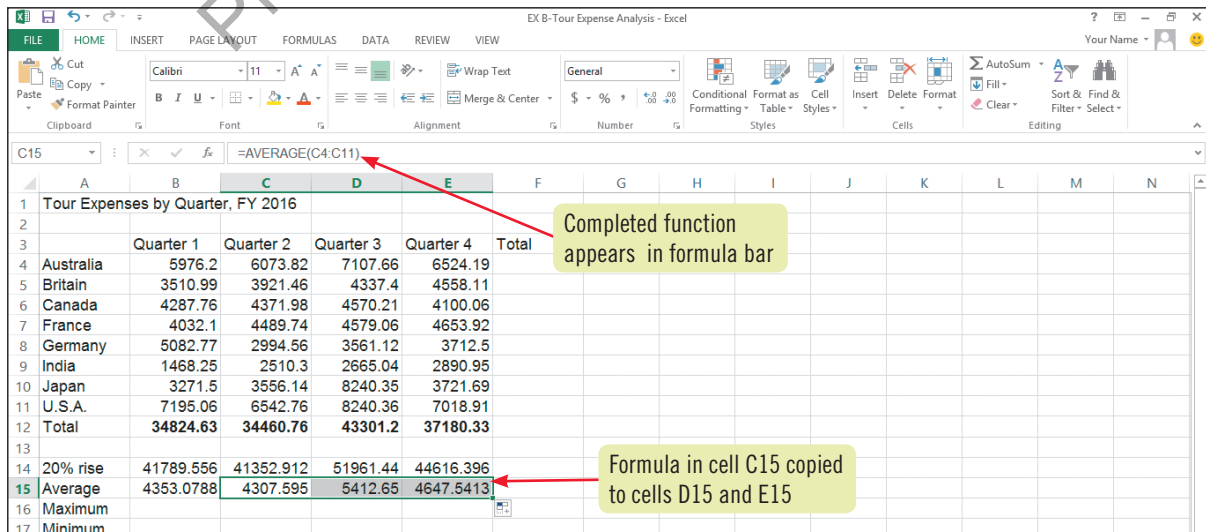 EX B-Tour Expense Analysis - Excel
FILE HOME INSERT PAGE LAYOUT FORMULAS DATA REVIEW VIEW Your Name
Paste
Cut
Copy
Format Painter
Clipboard
Calibri 11 A A
B I U A
Font
Wrap Text
Merge & Center
Alignment
General
$ % , .00 .00
Number
Conditional Formatting
Format as Table
Cell Styles
Styles
Insert Delete Format
Cells
AutoSum
Fill
Clear
Sort & Filter
Find & Select
Editing
C15 fx =AVERAGE(C4:C11)
A B C D E F G H I J K L M N
1 Tour Expenses by Quarter, FY 2016
2
3 Quarter 1 Quarter 2 Quarter 3 Quarter 4 Total
4 Australia 5976.2 6073.82 7107.66 6524.19
5 Britain 3510.99 3921.46 4337.4 4558.11
6 Canada 4287.76 4371.98 4570.21 4100.06
7 France 4032.1 4489.74 4579.06 4653.92
8 Germany 5082.77 2994.56 3561.12 3712.5
9 India 1468.25 2510.3 2665.04 2890.95
10 Japan 3271.5 3556.14 8240.35 3721.69
11 U.S.A. 7195.06 6542.76 8240.36 7018.91
12 Total 34824.63 34460.76 43301.2 37180.33
13
14 20% rise 41789.556 41352.912 51961.44 44616.396
15 Average 4353.0788 4307.595 5412.65 4647.5413
16 Maximum
17 Minimum
Completed function
appears in formula bar
Formula in cell C15 copied
to cells D15 and E15